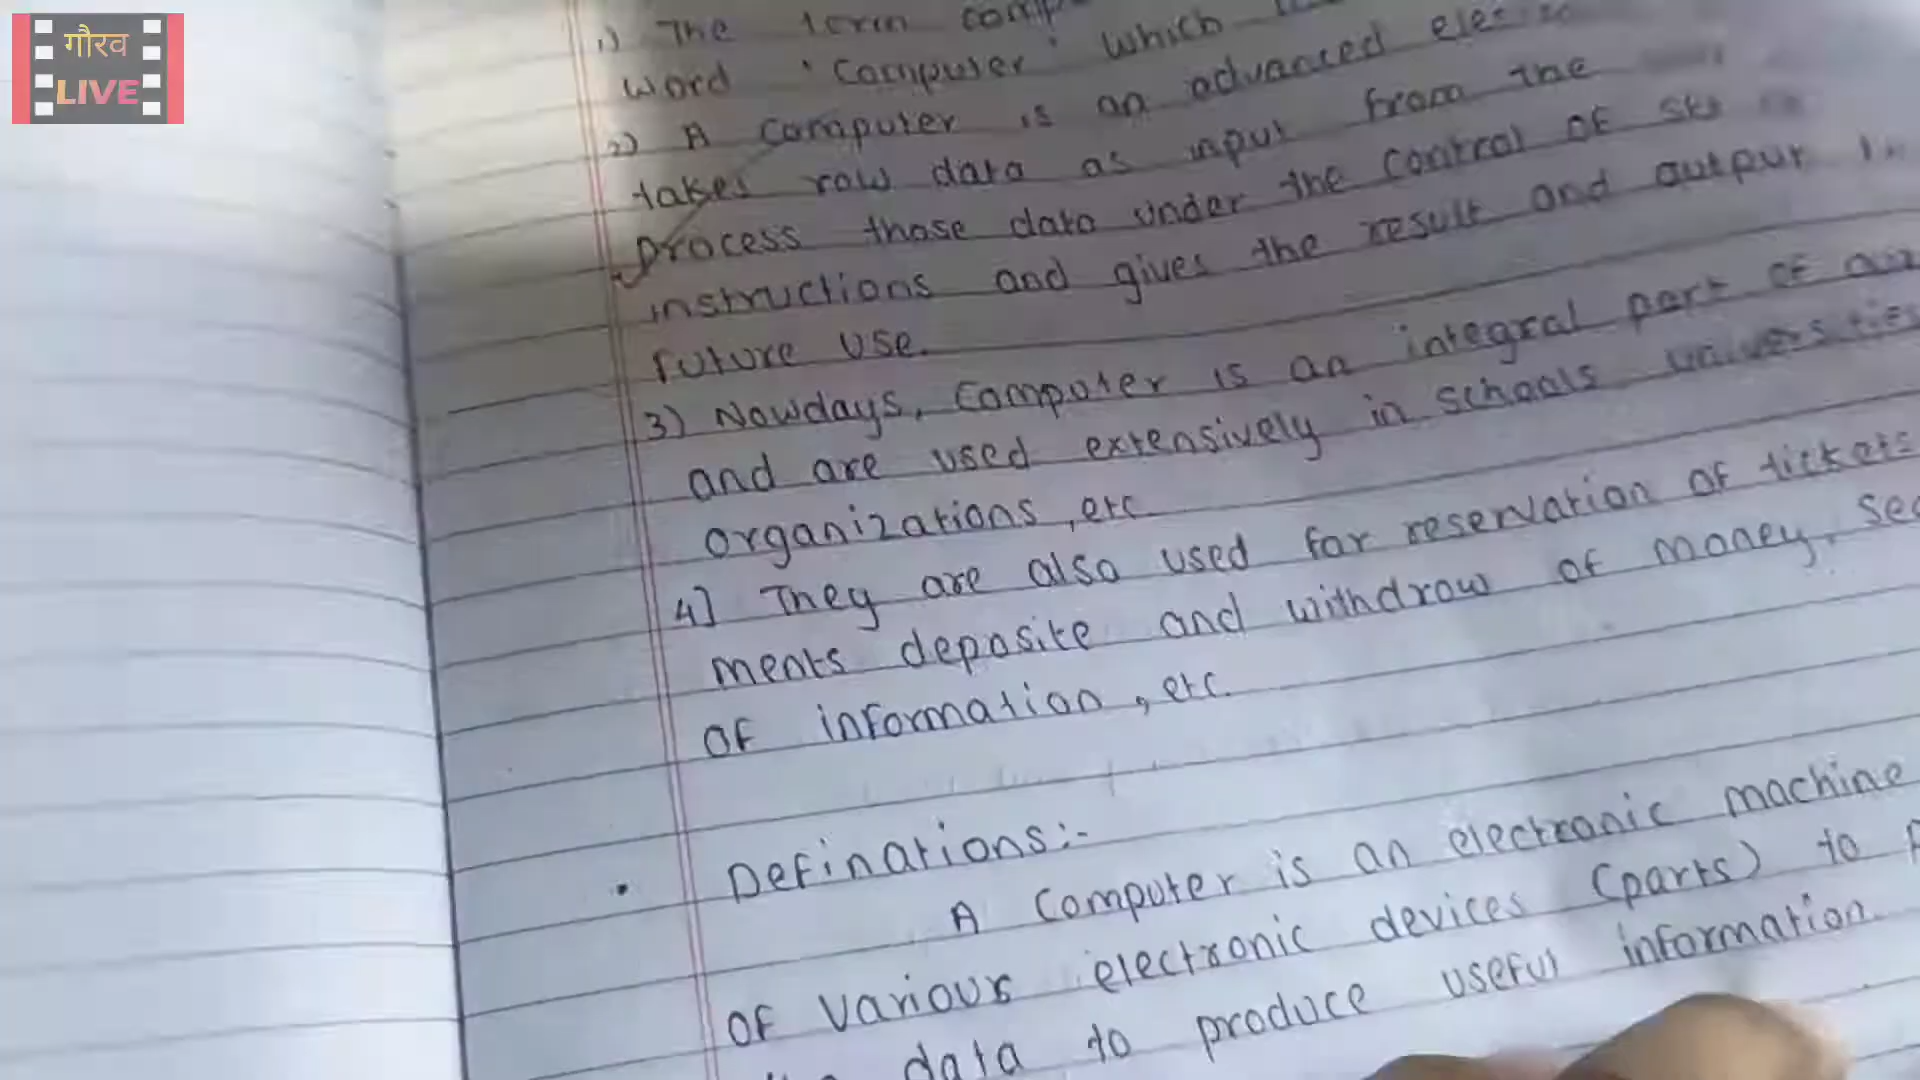 गौरव
LIVE
1) The term
word 'Computer' which
2) A computer is an advanced
takes raw data as input from the
process those data under the control of
instructions and gives the result and output
future use.
3) Nowdays, computer is an integral part of
and are used extensively in schools universities
organizations, etc.
4] They are also used for reservation of tickets
ments deposite and withdraw of money,
of information, etc.
Definations:-
A computer is an electronic machine
of various electronic devices (parts) to
data to produce useful information.